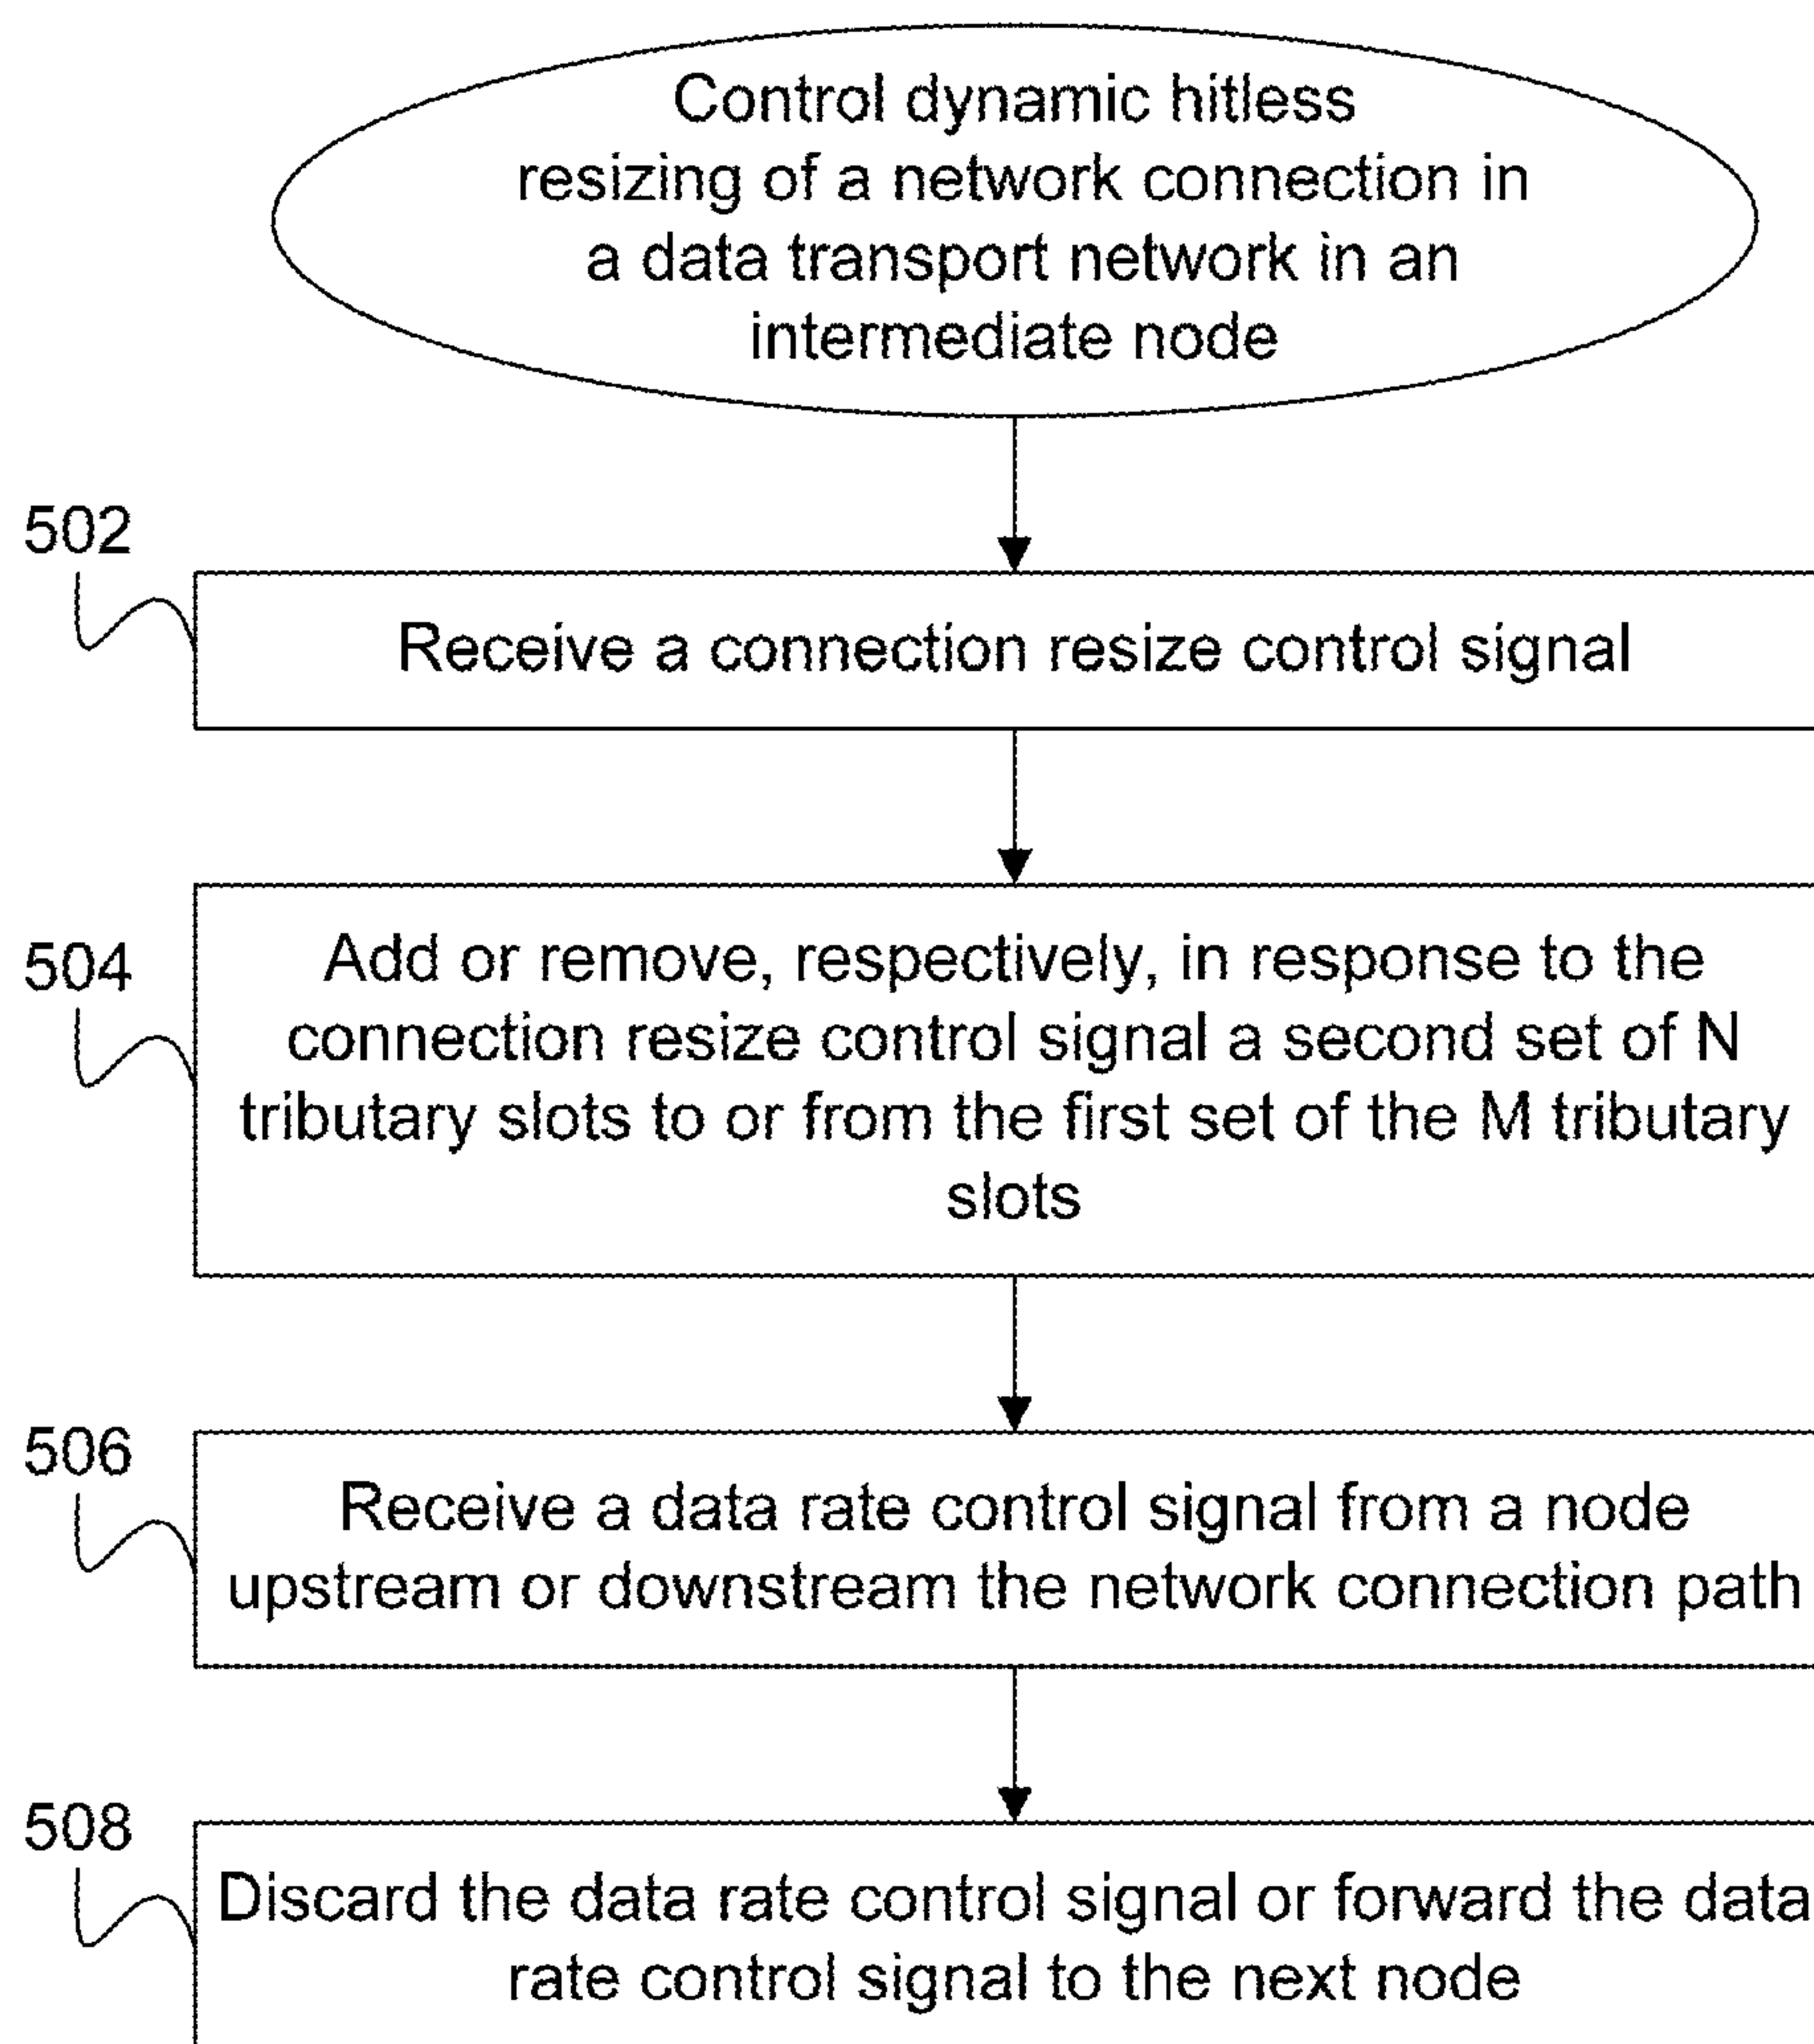 Control dynamic hitless
resizing of a network connection in
a data transport network in an
intermediate node
502
Receive a connection resize control signal
504
Add or remove, respectively, in response to the
connection resize control signal a second set of N
tributary slots to or from the first set of the M tributary
slots
506
Receive a data rate control signal from a node
upstream or downstream the network connection path
508
Discard the data rate control signal or forward the data
rate control signal to the next node